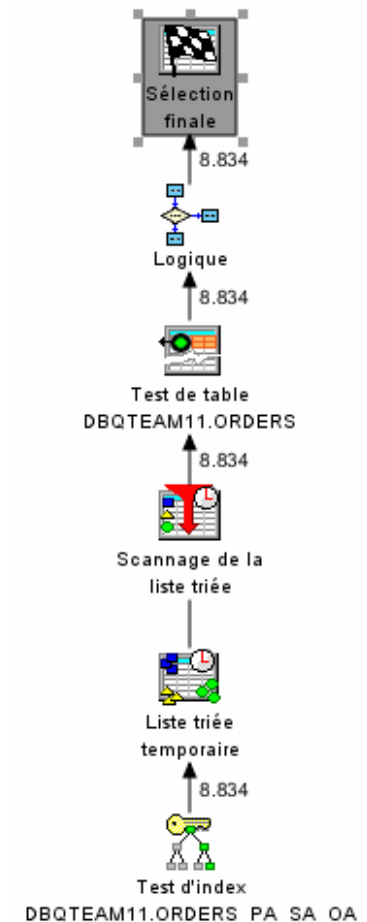 Sélection
finale
8.834
Logique
8.834
Test de table
DBQTEAM11.ORDERS
8.834
Scannage de la
liste triée
Liste triée
temporaire
8.834
Test d'index
DBQTEAM11.ORDERS_PA_SA_OA